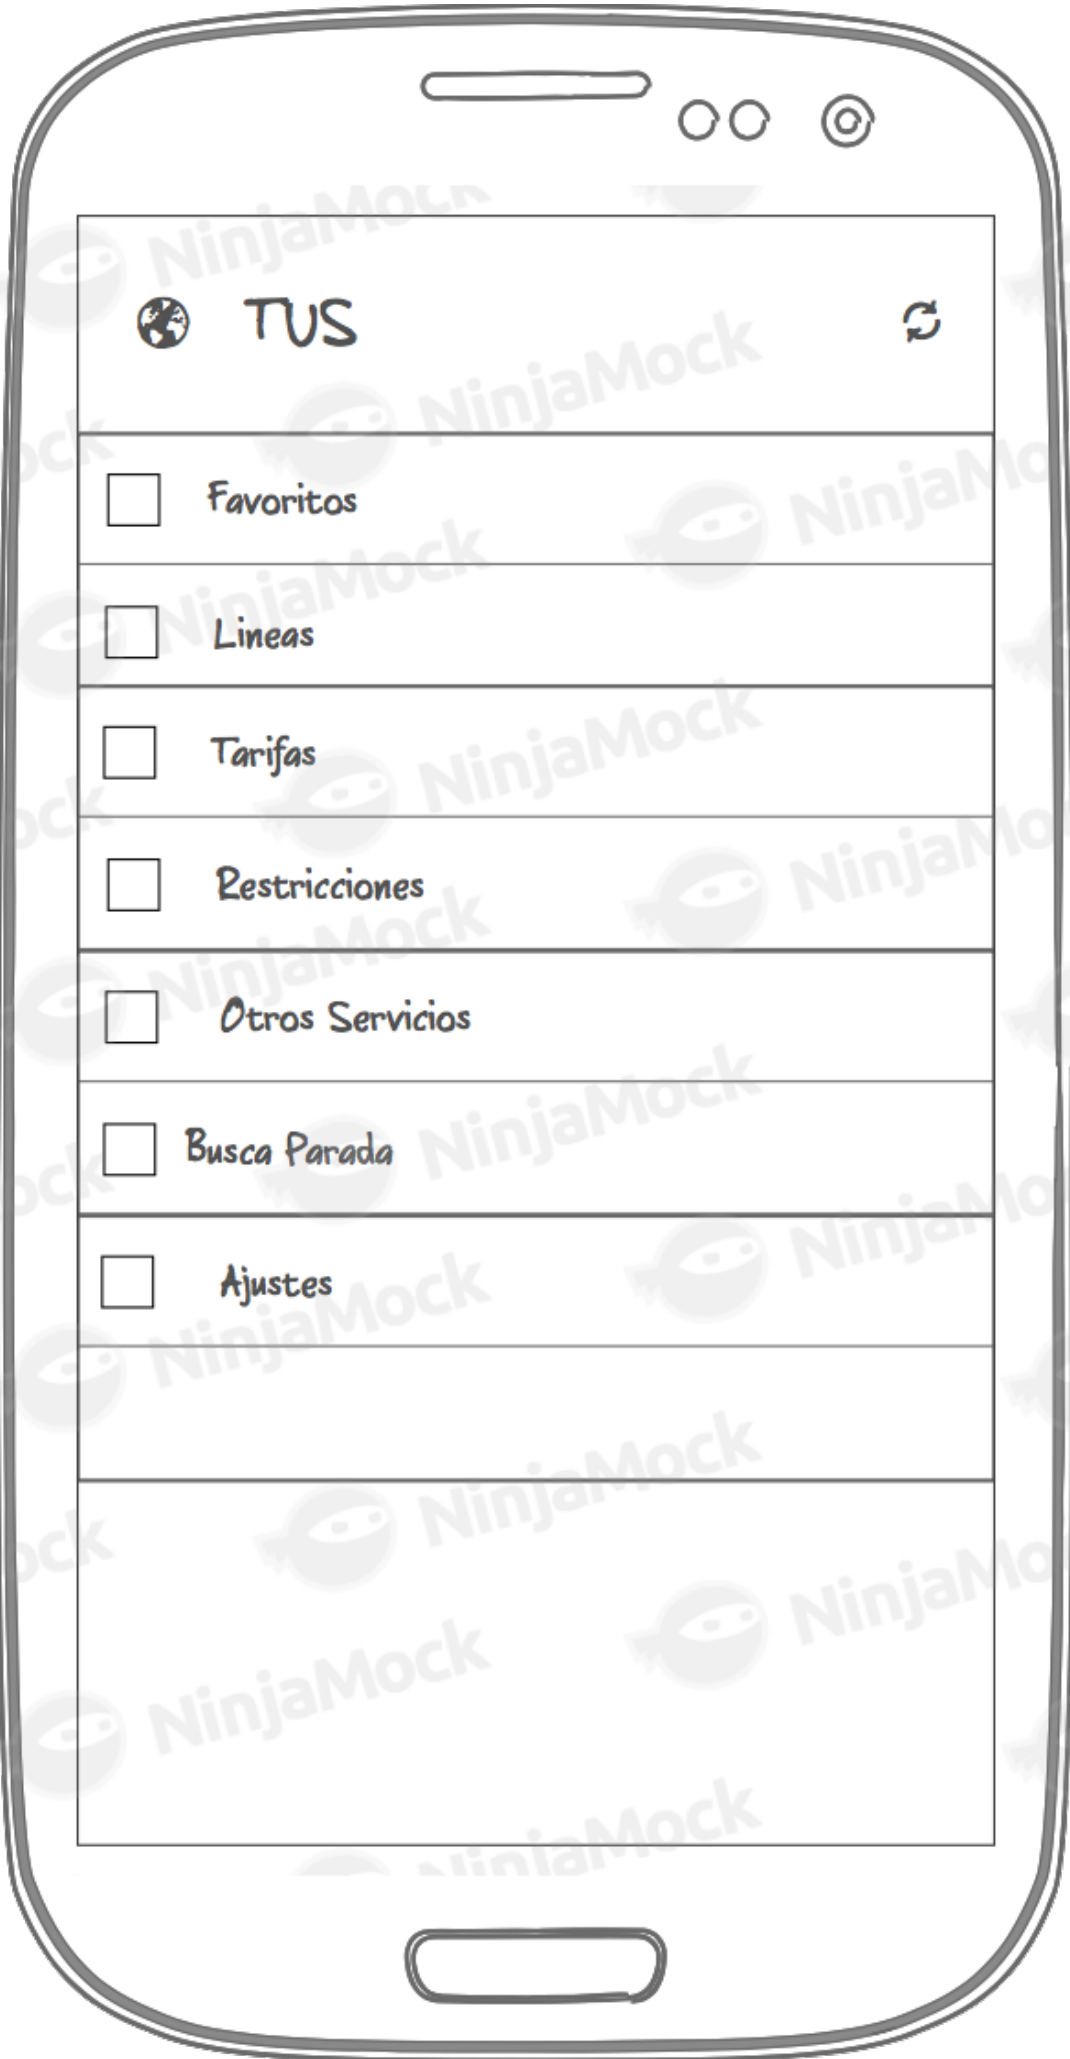 TUS
Favoritos
Lineas
Tarifas
Restricciones
Otros Servicios
Busca Parada
Ajustes
NinjaMock